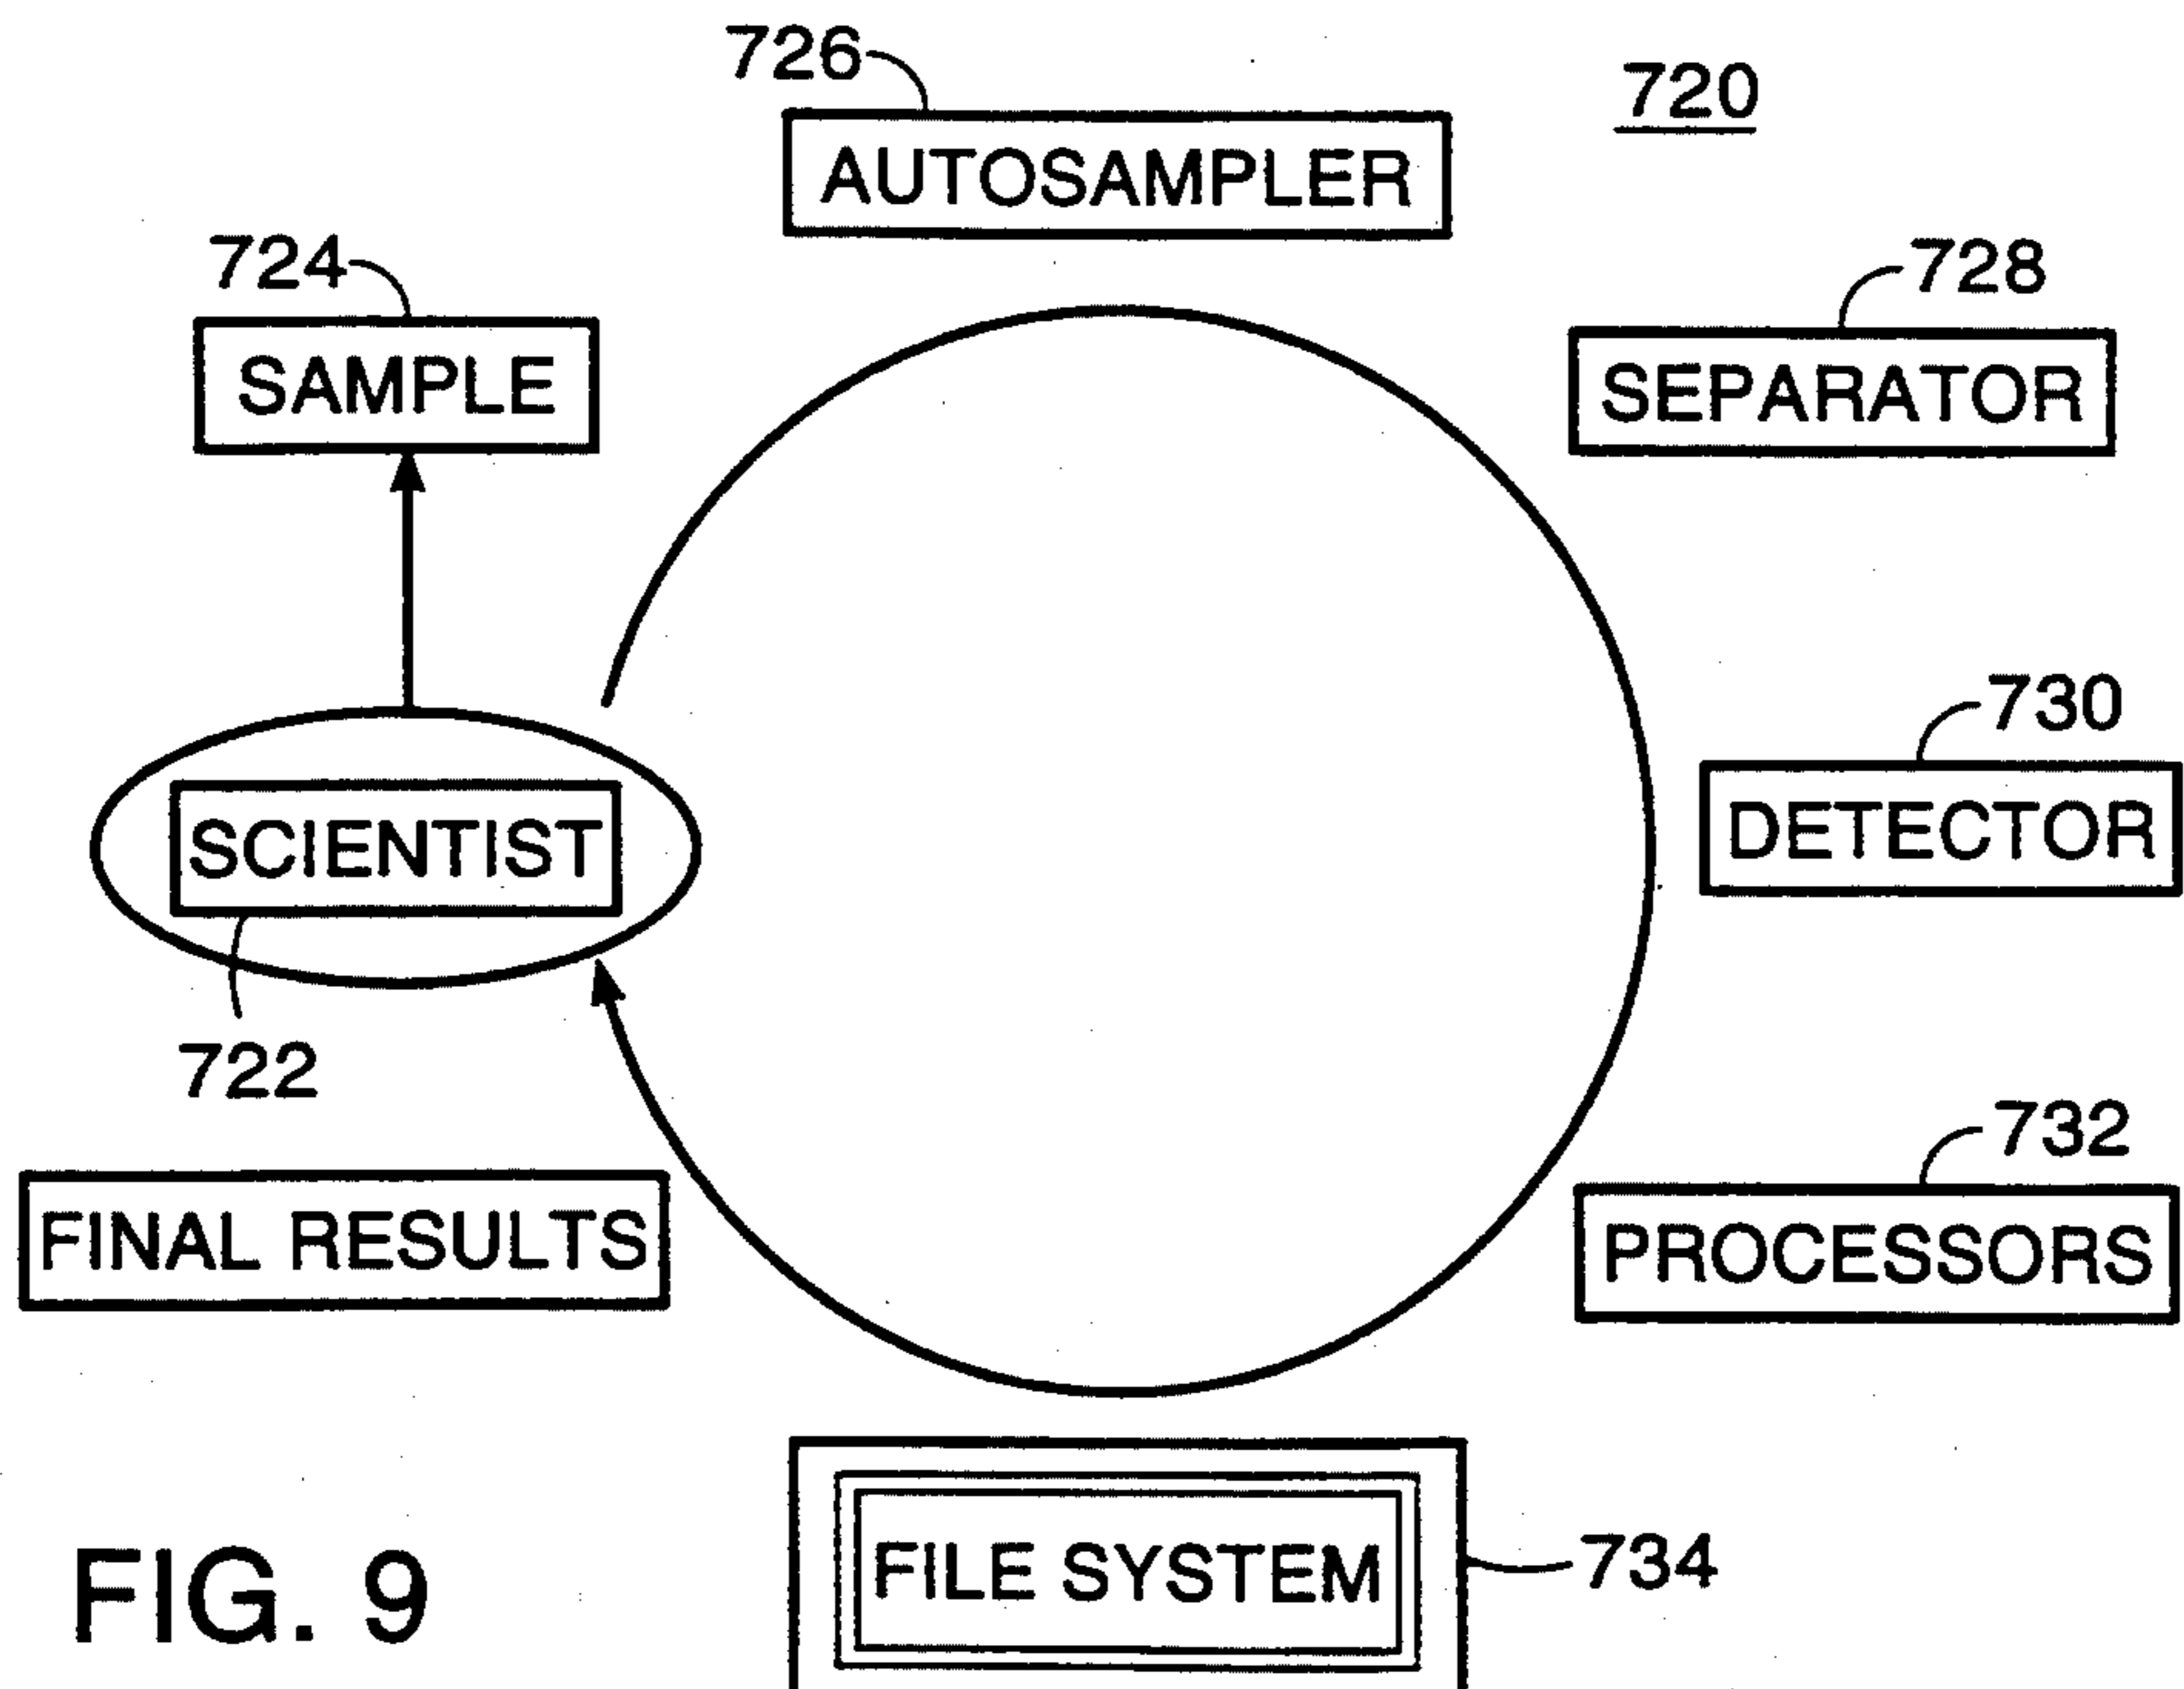 726
720
AUTOSAMPLER
724
728
SAMPLE
SEPARATOR
730
SCIENTIST
DETECTOR
722
732
FINAL RESULTS
PROCESSORS
FILE SYSTEM
734
FIG. 9